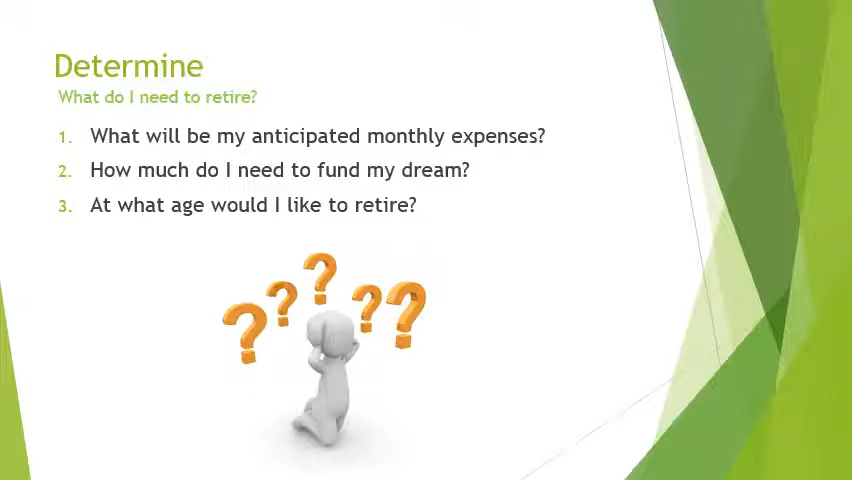 Determine
What do I need to retire?
1. What will be my anticipated monthly expenses?
2. How much do I need to fund my dream?
3. At what age would I like to retire?
? ? ? ? ?